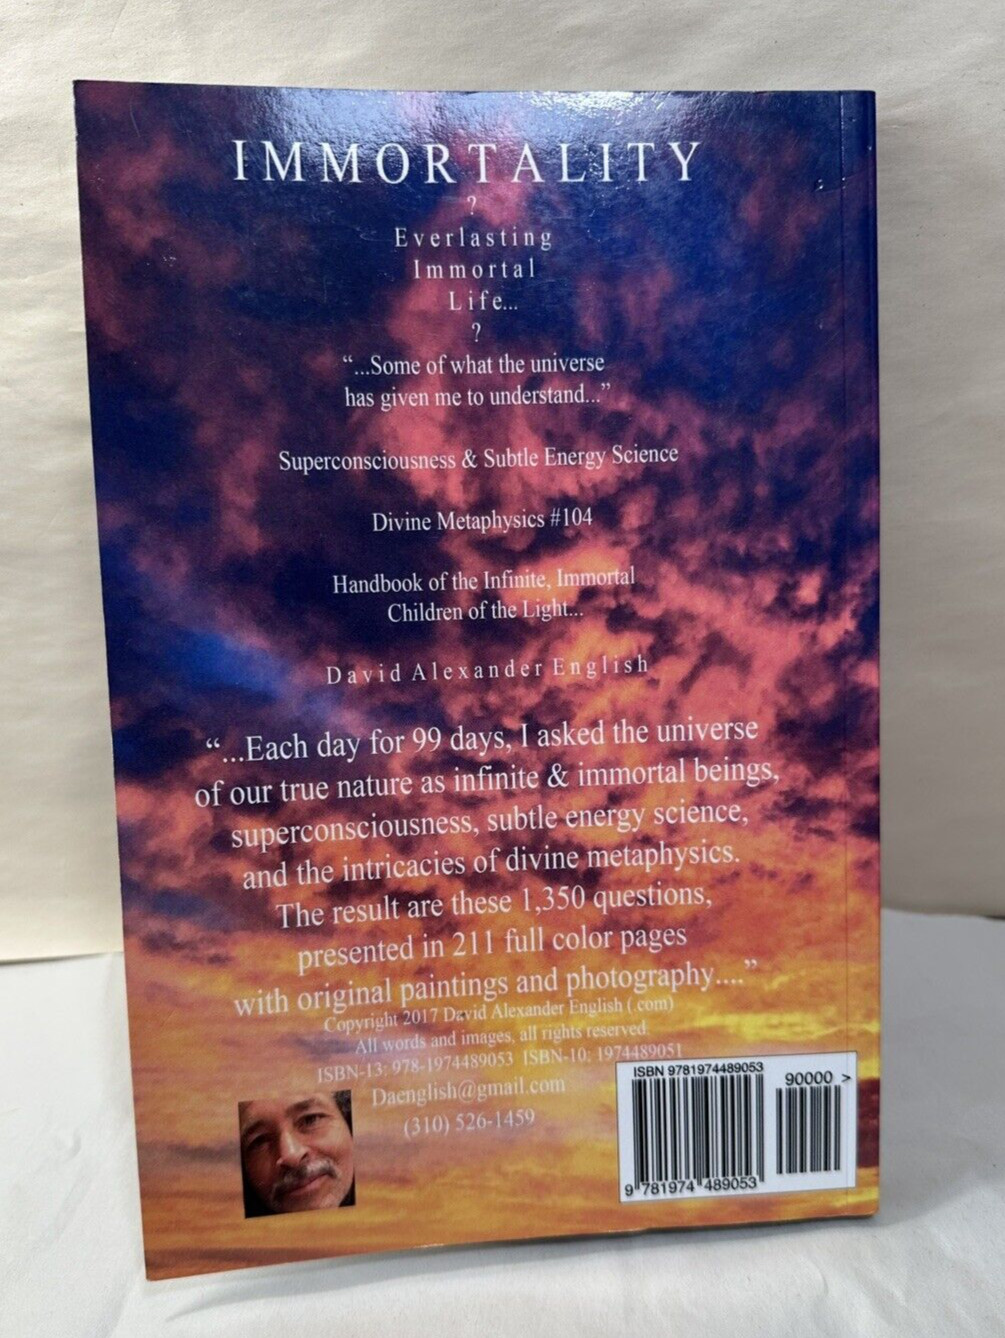 IMMORTALITY
?
Everlasting
Immortal
Life...
?
“...Some of what the universe
has given me to understand...”
Superconsciousness & Subtle Energy Science
Divine Metaphysics #104
Handbook of the Infinite, Immortal
Children of the Light...
David Alexander English
“...Each day for 99 days, I asked the universe
of our true nature as infinite & immortal beings,
superconsciousness, subtle energy science,
and the intricacies of divine metaphysics.
The result are these 1,350 questions,
presented in 211 full color pages
with original paintings and photography....”
Copyright 2017 David Alexander English (.com)
All words and images, all rights reserved.
ISBN-13: 978-1974489053 ISBN-10: 1974489051
Daenglish@gmail.com
(310) 526-1459
ISBN 9781974489053
90000 >
9 781974 489053